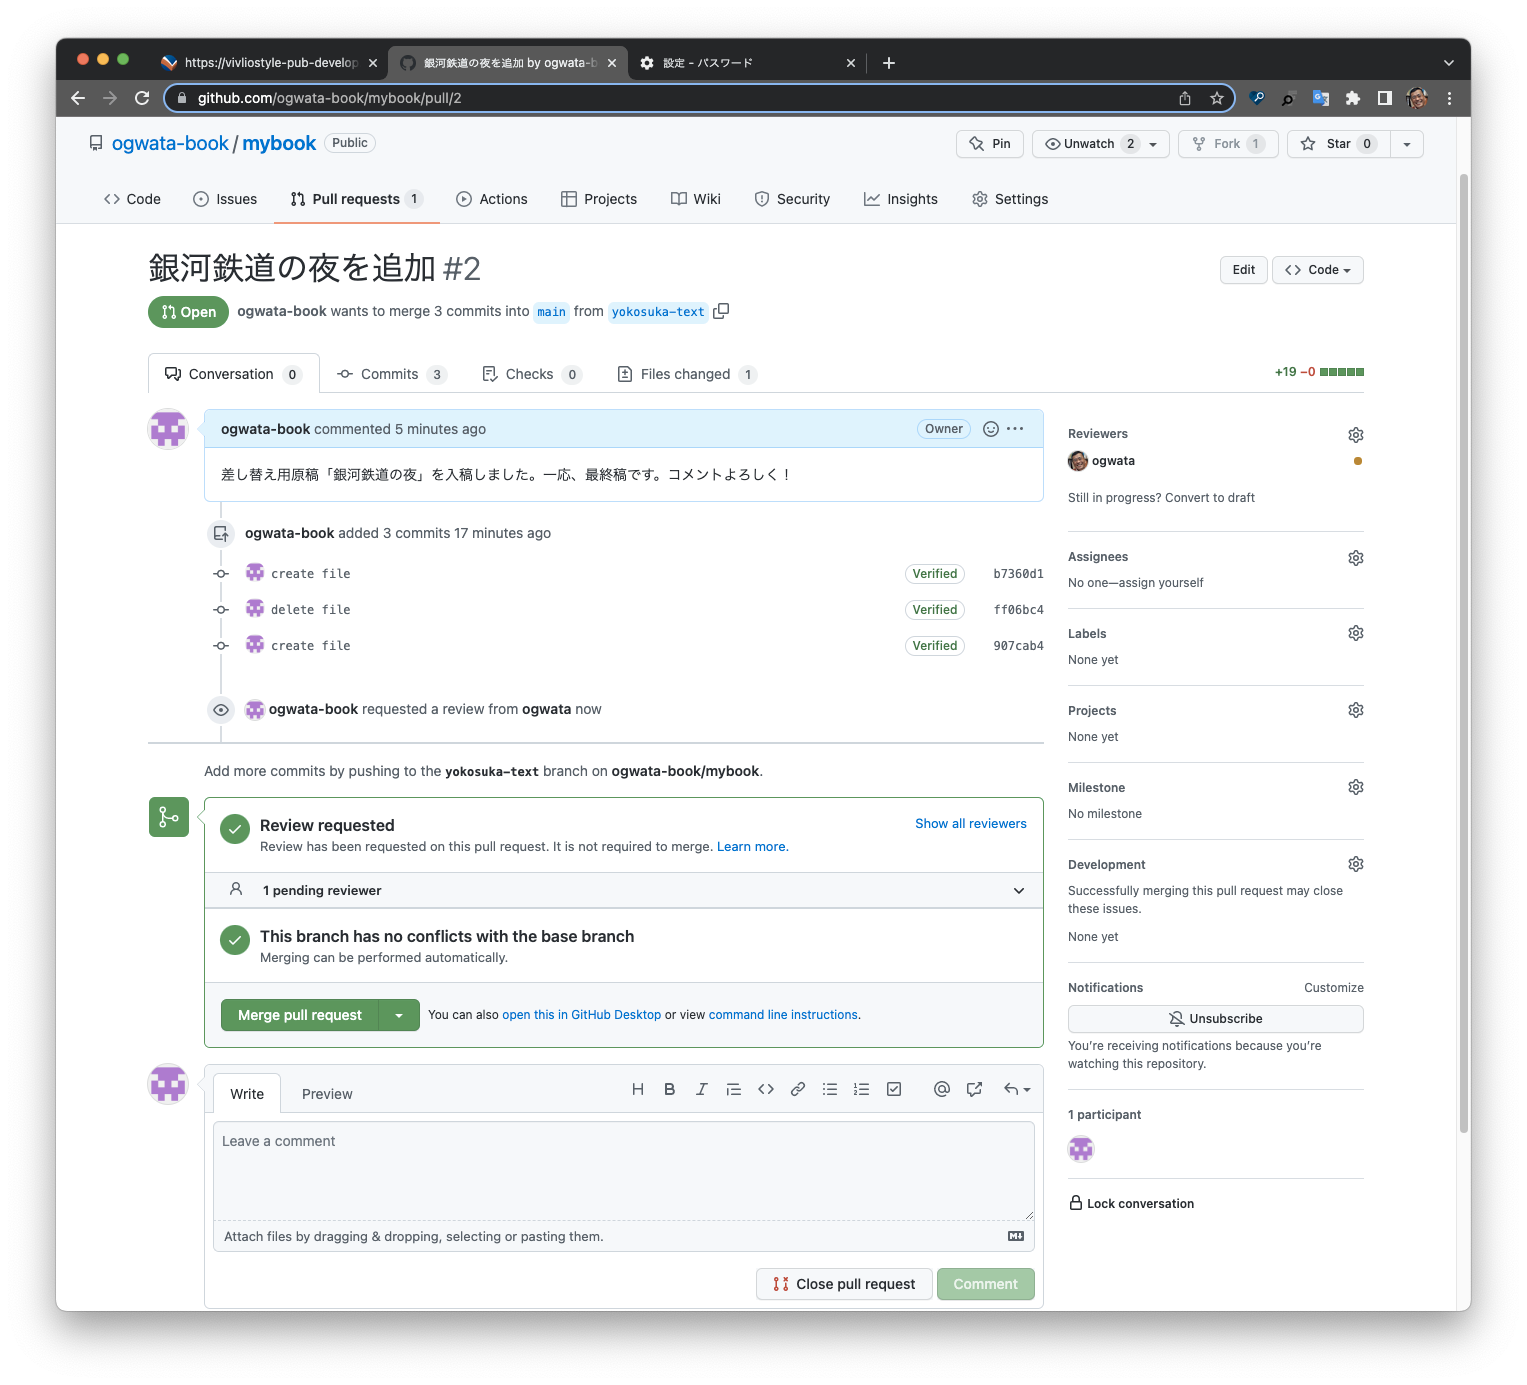 https://vivliostyle-pub-develop
銀河鉄道の夜を追加 by ogwata-b
設定 - パスワード
github.com/ogwata-book/mybook/pull/2
ogwata-book / mybook Public
Pin
Unwatch 2
Fork 1
Star 0
Code
Issues
Pull requests 1
Actions
Projects
Wiki
Security
Insights
Settings
銀河鉄道の夜を追加 #2
Edit
Code
Open
ogwata-book wants to merge 3 commits into main from yokosuka-text
Conversation 0
Commits 3
Checks 0
Files changed 1
+19 −0
ogwata-book commented 5 minutes ago
Owner
差し替え用原稿「銀河鉄道の夜」を入稿しました。一応、最終稿です。コメントよろしく！
ogwata-book added 3 commits 17 minutes ago
create file Verified b7360d1
delete file Verified ff06bc4
create file Verified 907cab4
ogwata-book requested a review from ogwata now
Add more commits by pushing to the yokosuka-text branch on ogwata-book/mybook.
Review requested
Show all reviewers
Review has been requested on this pull request. It is not required to merge. Learn more.
1 pending reviewer
This branch has no conflicts with the base branch
Merging can be performed automatically.
Merge pull request
You can also open this in GitHub Desktop or view command line instructions.
Write
Preview
Leave a comment
Attach files by dragging & dropping, selecting or pasting them.
Close pull request
Comment
Reviewers
ogwata
Still in progress? Convert to draft
Assignees
No one—assign yourself
Labels
None yet
Projects
None yet
Milestone
No milestone
Development
Successfully merging this pull request may close
these issues.
None yet
Notifications
Customize
Unsubscribe
You're receiving notifications because you're
watching this repository.
1 participant
Lock conversation